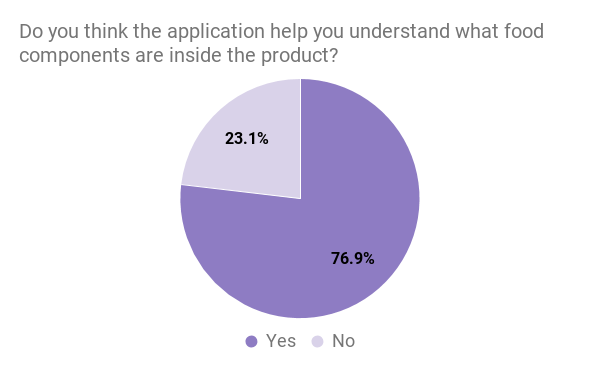 Do you think the application help you understand what food
components are inside the product?
23.1%
76.9%
Yes No